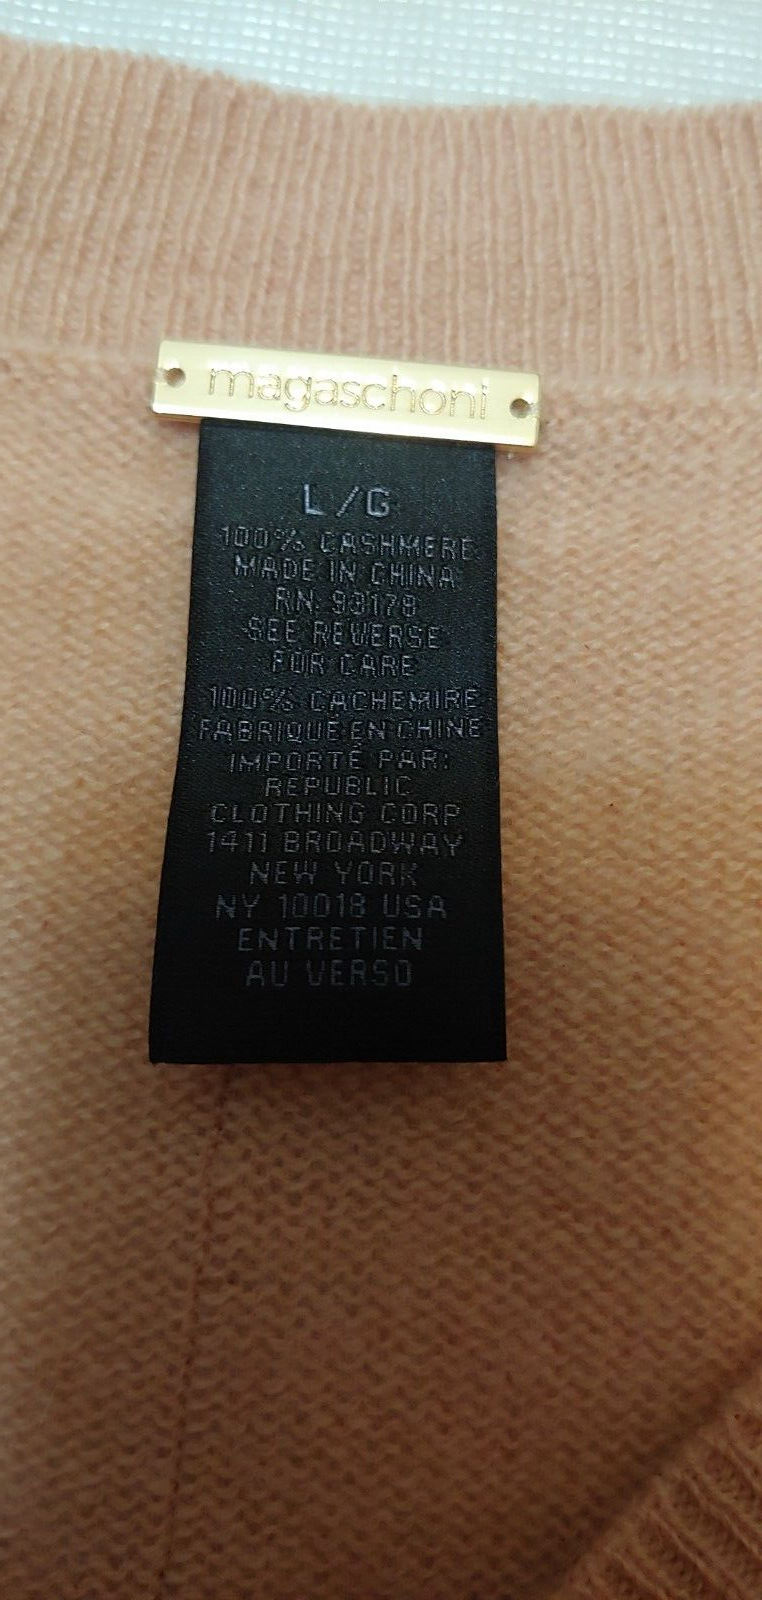 magaschoni
L/G
100% CASHMERE
MADE IN CHINA
RN 93178
SEE REVERSE
FOR CARE
100% CACHEMIRE
FABRIQUÉ EN CHINE
IMPORTÉ PAR:
REPUBLIC
CLOTHING CORP
1411 BROADWAY
NEW YORK
NY 10018 USA
ENTRETIEN
AU VERSO